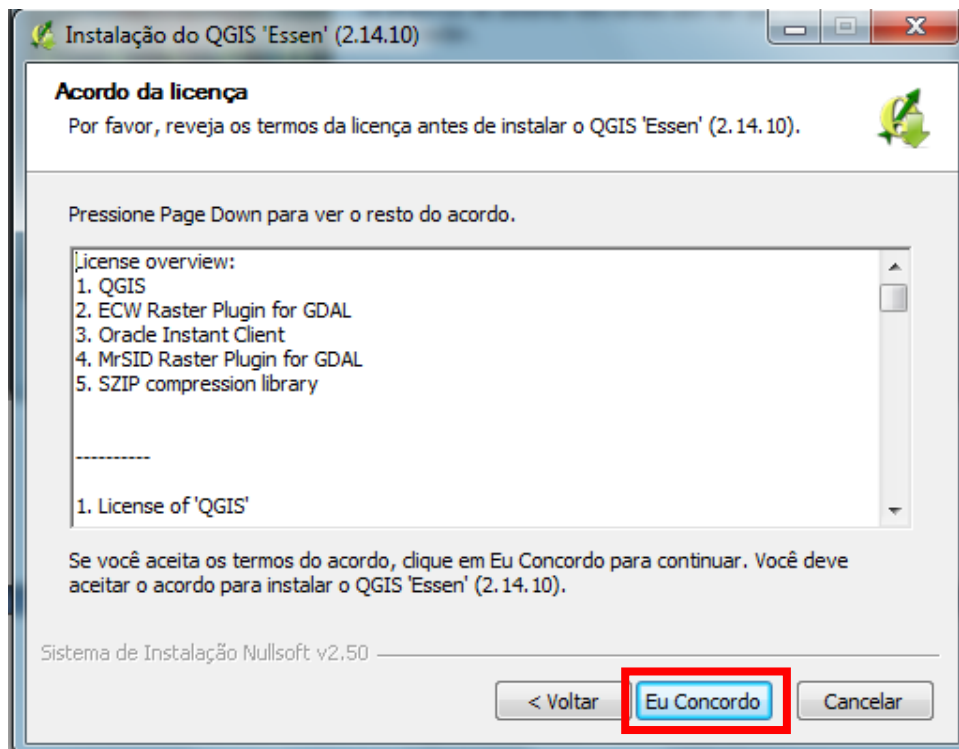 Instalação do QGIS 'Essen' (2.14.10)
Acordo da licença
Por favor, reveja os termos da licença antes de instalar o QGIS 'Essen' (2.14.10).
Pressione Page Down para ver o resto do acordo.
License overview:
1. QGIS
2. ECW Raster Plugin for GDAL
3. Oracle Instant Client
4. MrSID Raster Plugin for GDAL
5. SZIP compression library
----------
1. License of 'QGIS'
Se você aceita os termos do acordo, clique em Eu Concordo para continuar. Você deve
aceitar o acordo para instalar o QGIS 'Essen' (2.14.10).
Sistema de Instalação Nullsoft v2.50
< Voltar Eu Concordo Cancelar